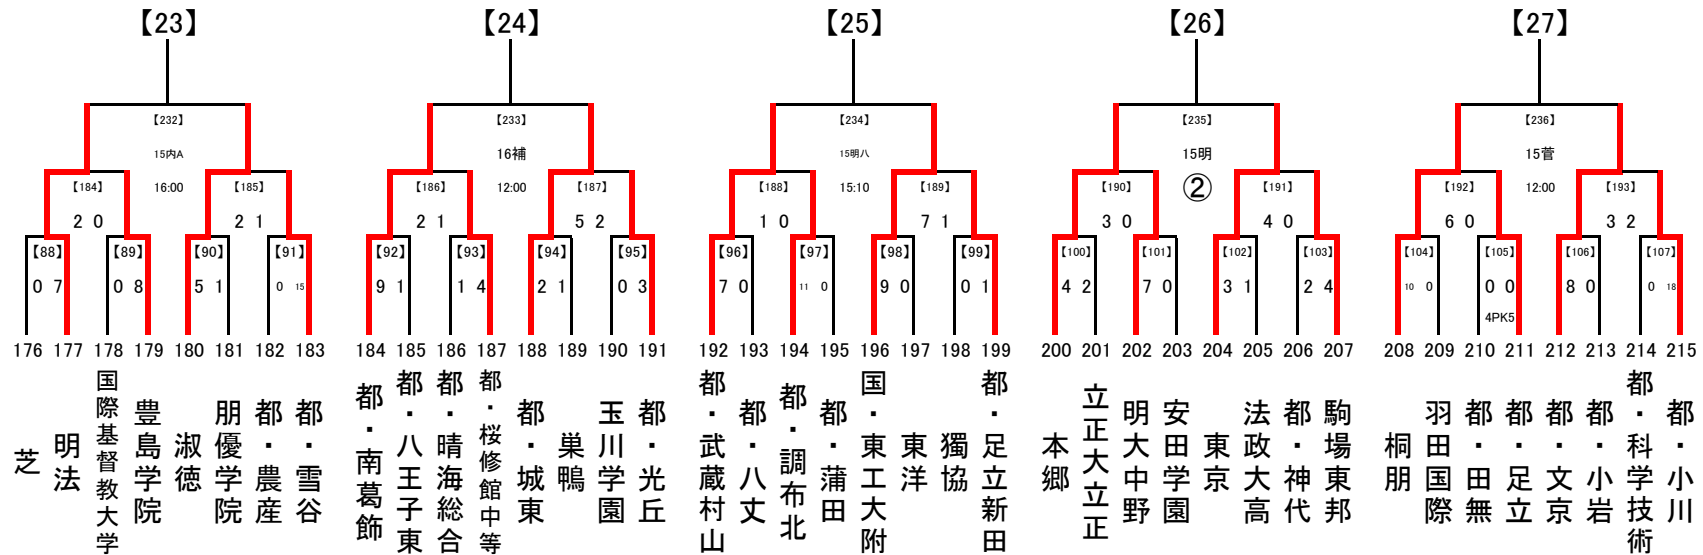 【23】 【24】 【25】 【26】 【27】
【232】 【233】 【234】 【235】 【236】
15内A 16補 15明八 15明 15菅
16:00 12:00 15:10 ② 12:00
【184】 【185】 【186】 【187】 【188】 【189】 【190】 【191】 【192】 【193】
2 0 2 1 2 1 5 2 1 0 7 1 3 0 4 0 6 0 3 2
【88】 【89】 【90】 【91】 【92】 【93】 【94】 【95】 【96】 【97】 【98】 【99】 【100】 【101】 【102】 【103】 【104】 【105】 【106】 【107】
0 7 0 8 5 1 0 15 9 1 1 4 2 1 0 3 7 0 11 0 9 0 0 1 4 2 7 0 3 1 2 4 10 0 0 0 8 0 0 18
4PK5
176 177 178 179 180 181 182 183 184 185 186 187 188 189 190 191 192 193 194 195 196 197 198 199 200 201 202 203 204 205 206 207 208 209 210 211 212 213 214 215
芝
明法
国際基督教大学
豊島学院
淑徳
朋優学院
都・農産
都・雪谷
都・南葛飾
都・八王子東
都・晴海総合
都・桜修館中等
都・城東
巣鴨
玉川学園
都・光丘
都・武蔵村山
都・八丈
都・調布北
都・蒲田
国・東工大附
東洋
獨協
都・足立新田
本郷
立正大立正
明大中野
安田学園
東京
法政大高
都・神代
駒場東邦
桐朋
羽田国際
都・田無
都・足立
都・文京
都・小岩
都・科学技術
都・小川